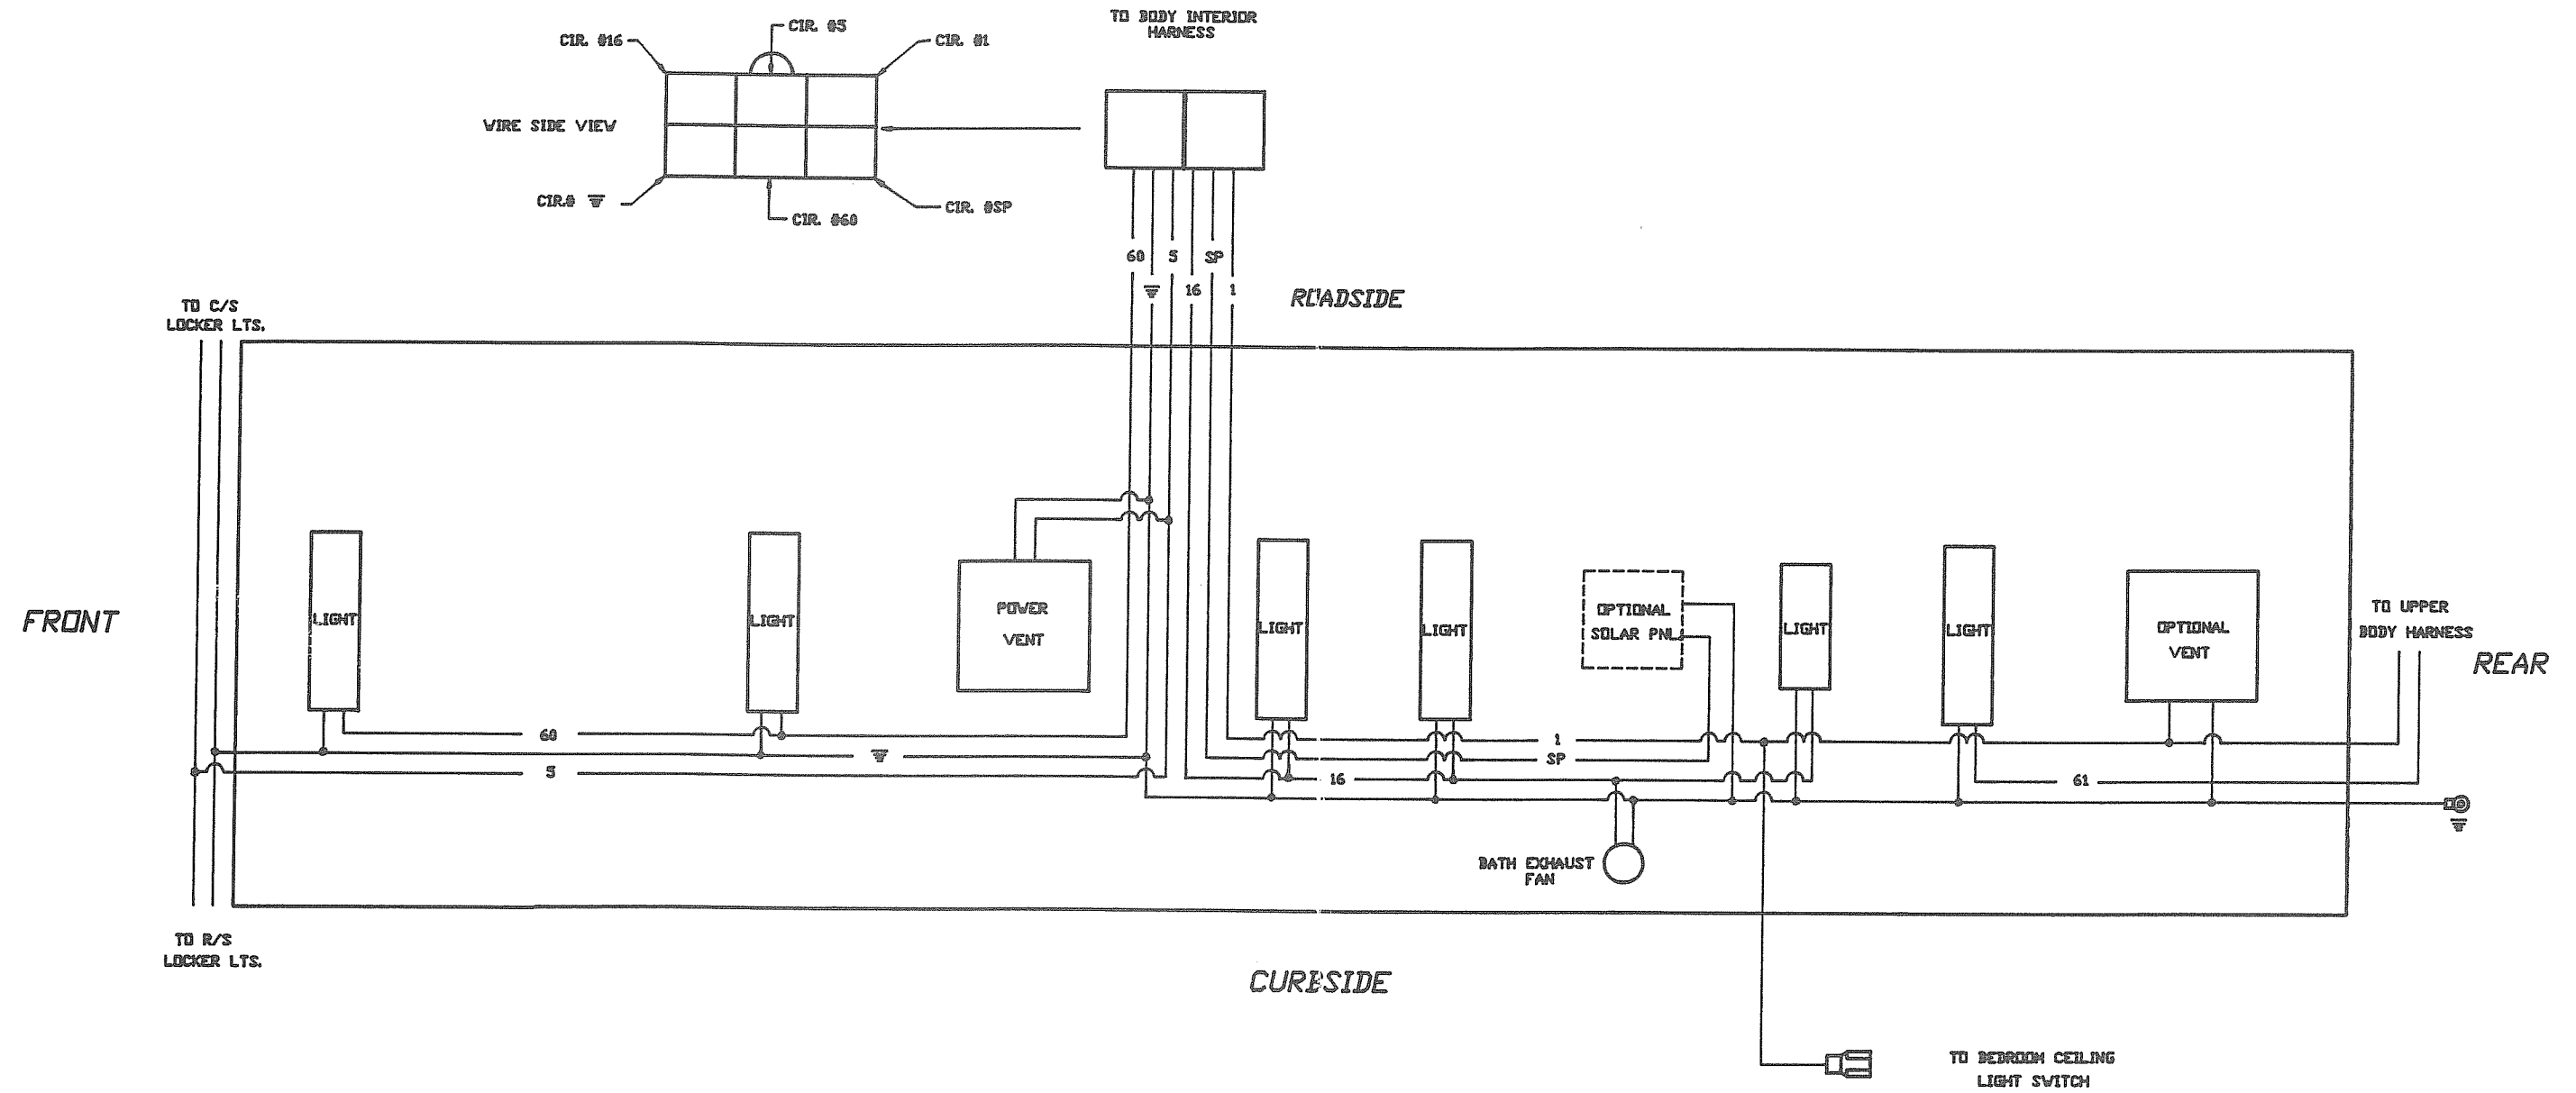 TO BODY INTERIOR
HARNESS
CIR. #5
CIR. #16
CIR. #1
WIRE SIDE VIEW
CIR.#
CIR. #60
CIR. #SP
60
5
SP
16
1
ROADSIDE
TO C/S
LOCKER LTS.
FRONT
LIGHT
LIGHT
POWER
VENT
LIGHT
LIGHT
OPTIONAL
SOLAR PNL
LIGHT
LIGHT
OPTIONAL
VENT
TO UPPER
BODY HARNESS
REAR
60
5
1
SP
16
61
BATH EXHAUST
FAN
TO R/S
LOCKER LTS.
CURBSIDE
TO BEDROOM CEILING
LIGHT SWITCH